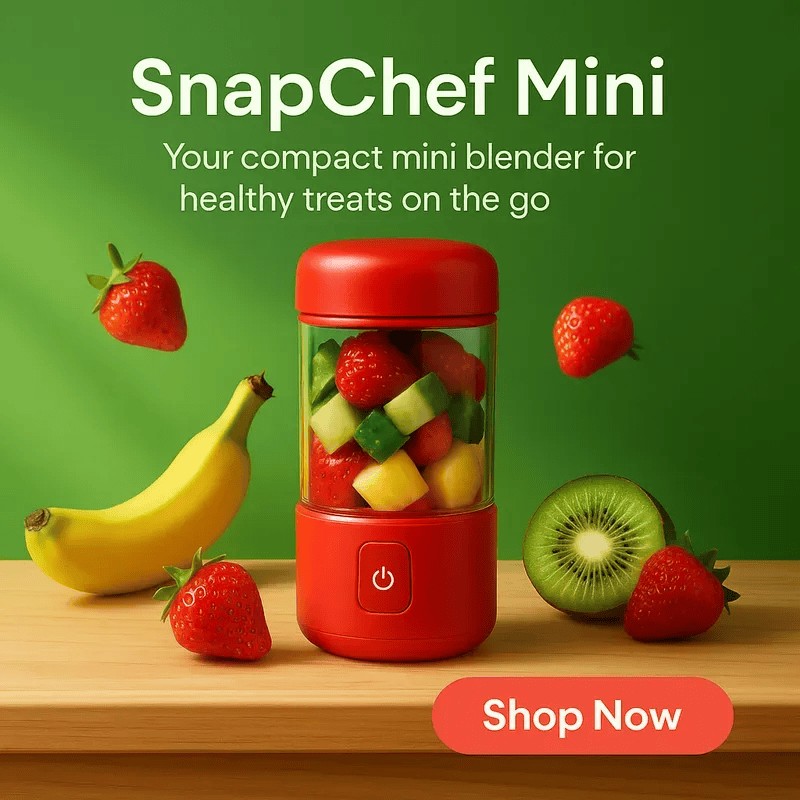 SnapChef Mini
Your compact mini blender for
healthy treats on the go
Shop Now